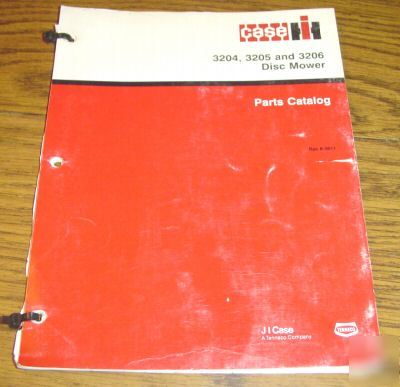 CASE IH
3204, 3205 and 3206
Disc Mower
Parts Catalog
J I Case
A Tenneco Company
TENNECO